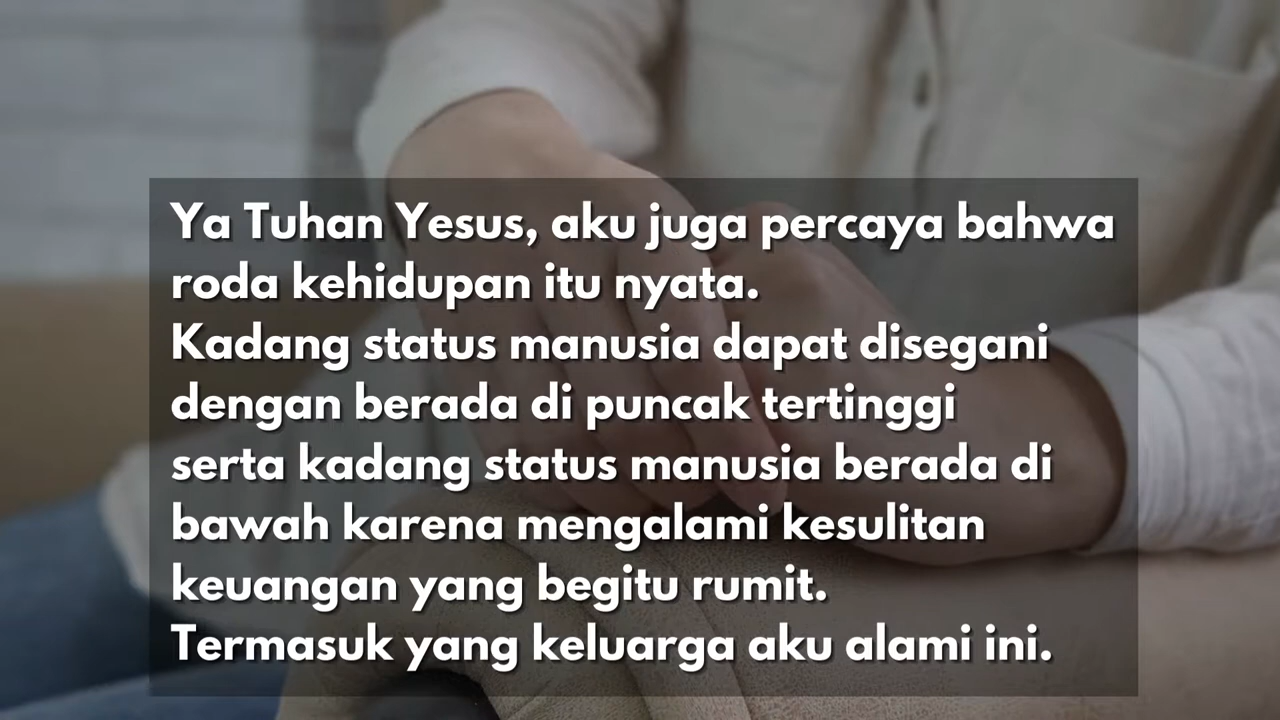 Ya Tuhan Yesus, aku juga percaya bahwa
roda kehidupan itu nyata.
Kadang status manusia dapat disegani
dengan berada di puncak tertinggi
serta kadang status manusia berada di
bawah karena mengalami kesulitan
keuangan yang begitu rumit.
Termasuk yang keluarga aku alami ini.